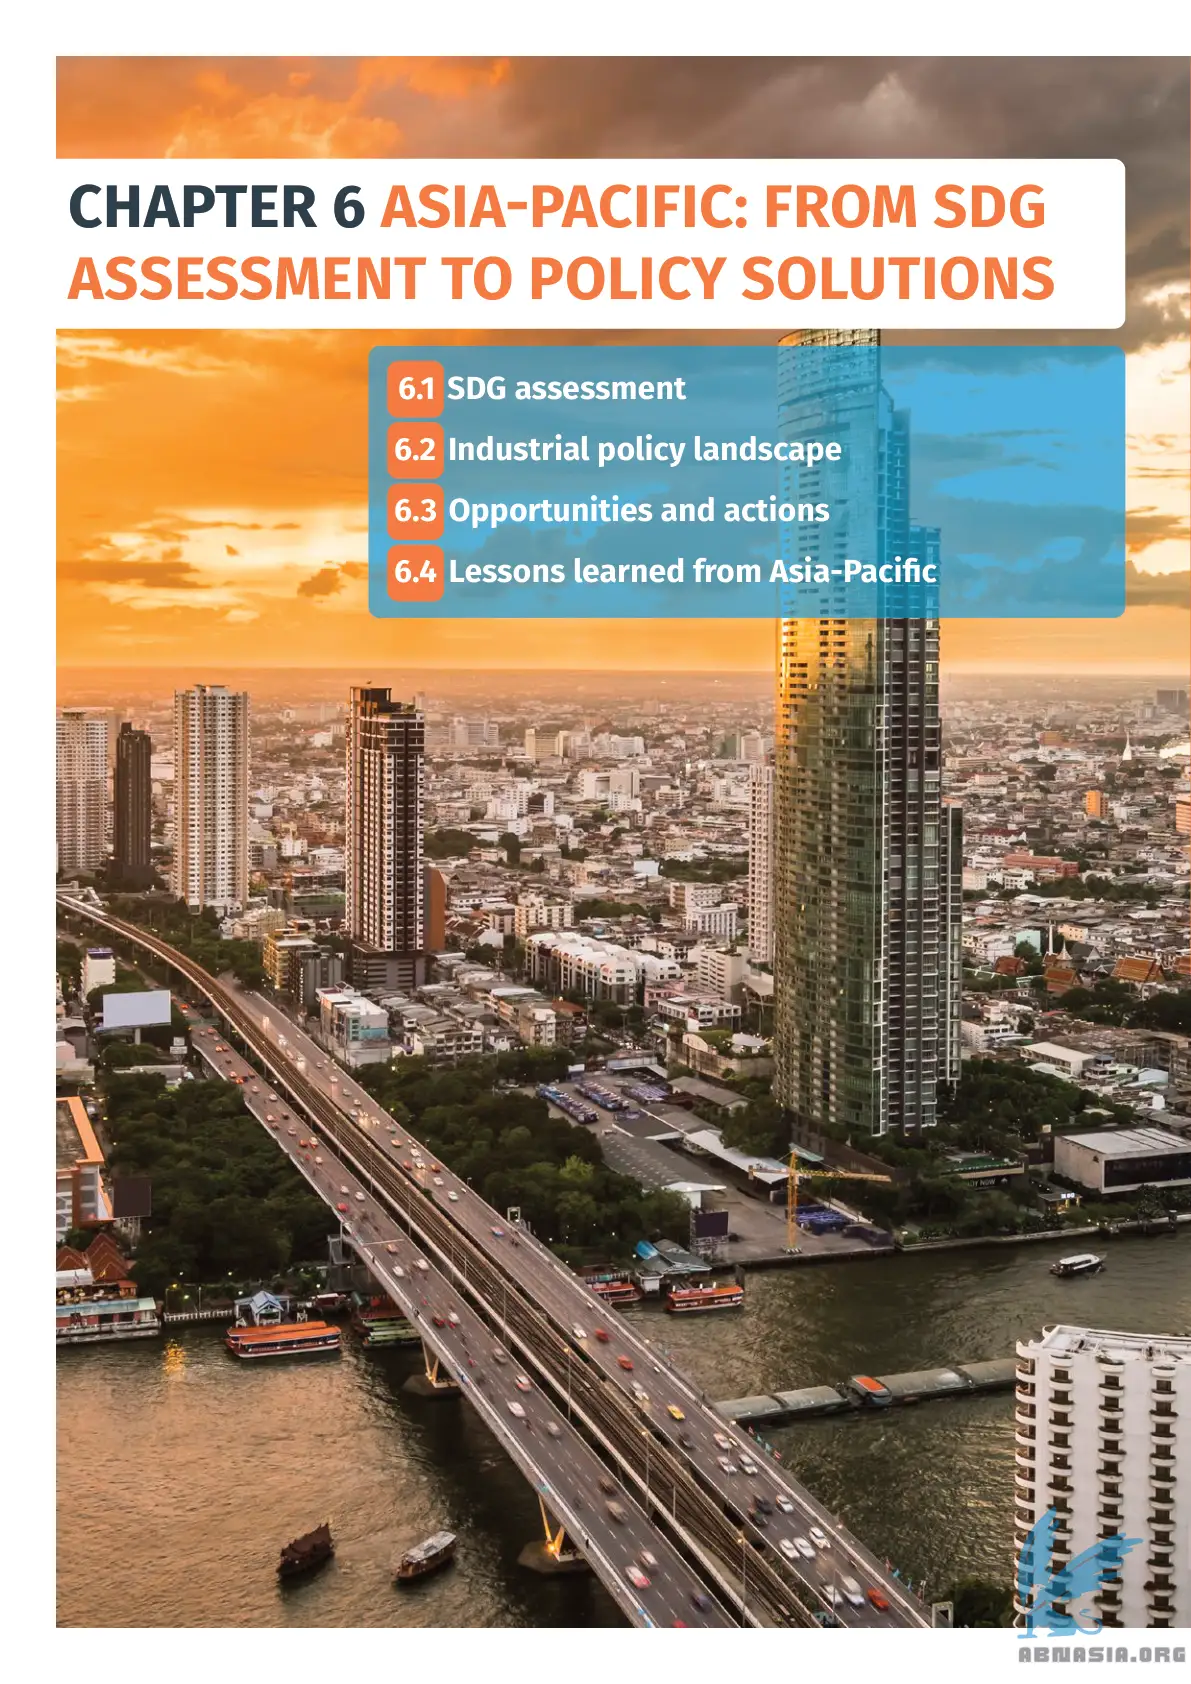 CHAPTER 6 ASIA-PACIFIC: FROM SDG
ASSESSMENT TO POLICY SOLUTIONS
6.1 SDG assessment
6.2 Industrial policy landscape
6.3 Opportunities and actions
6.4 Lessons learned from Asia-Pacific
ABNASIA.ORG